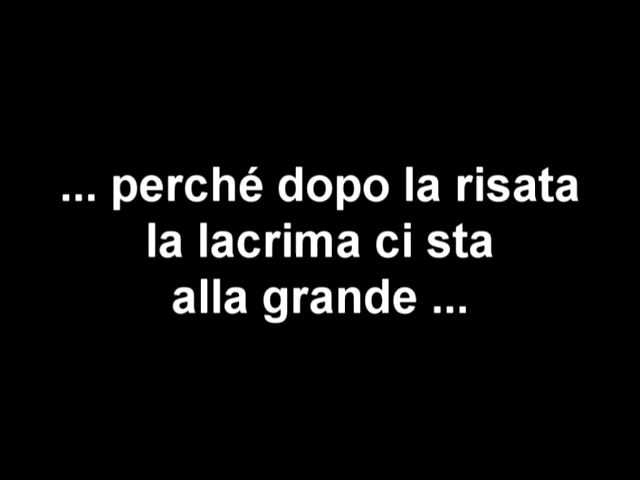 ... perché dopo la risata
la lacrima ci sta
alla grande ...